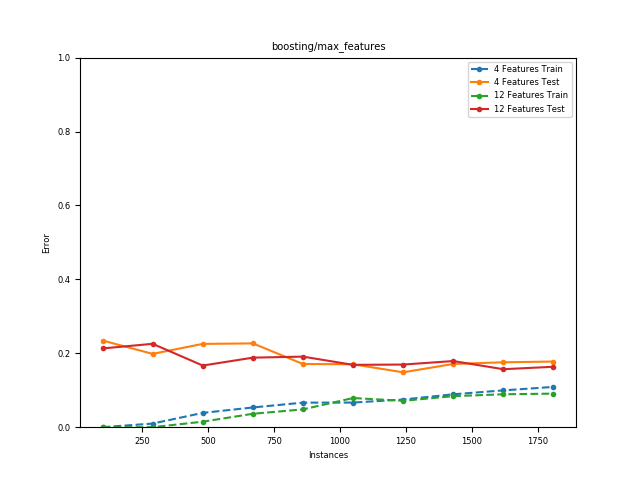 boosting/max_features
1.0
0.8
0.6
0.4
0.2
0.0
Error
4 Features Train
4 Features Test
12 Features Train
12 Features Test
250 500 750 1000 1250 1500 1750
Instances